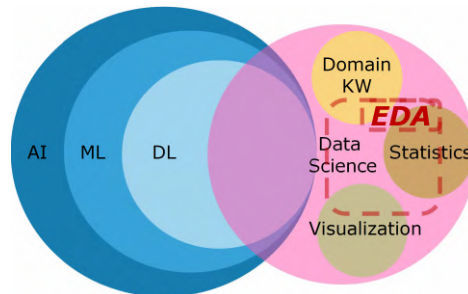 Domain
KW
EDA
AI
ML
DL
Data
Science
Statistics
Visualization